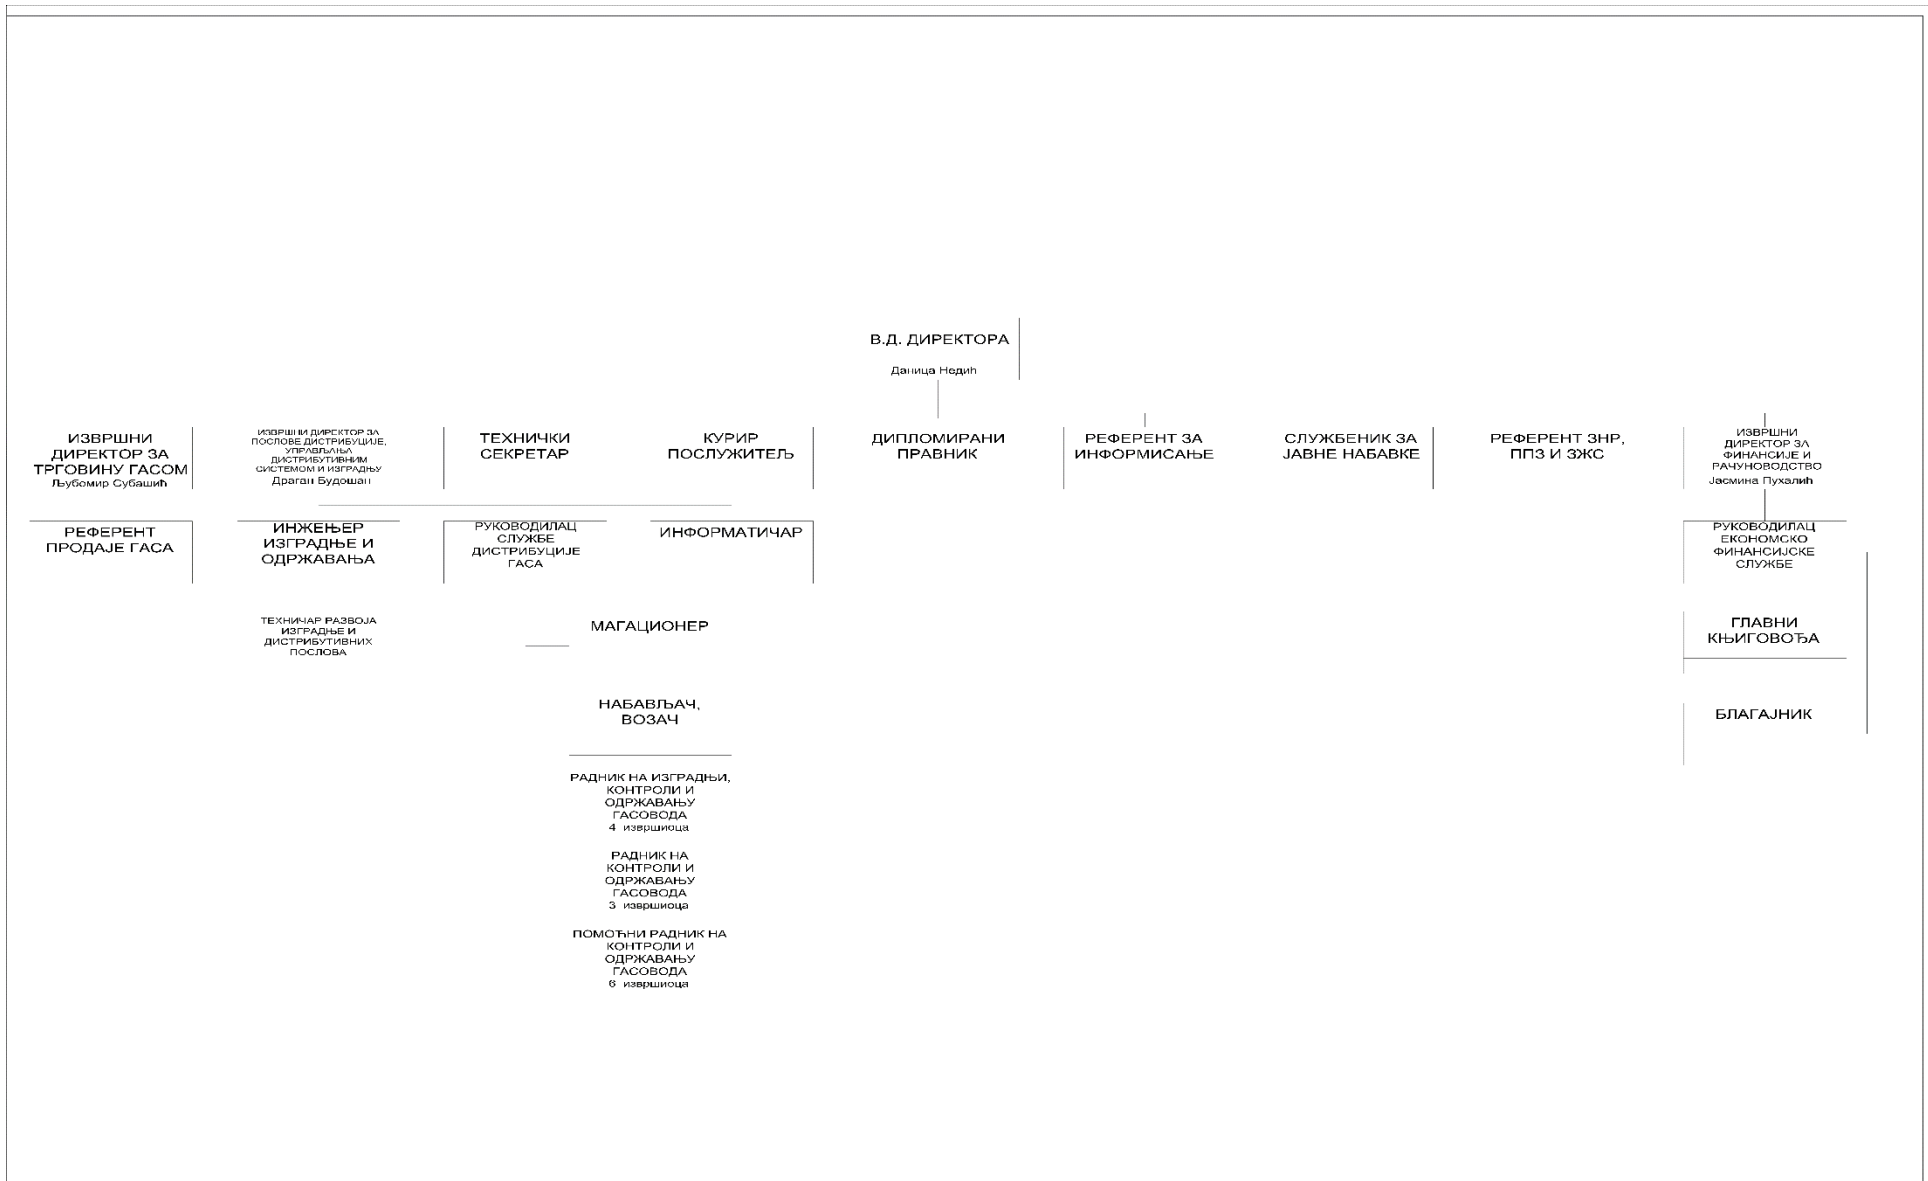 В.Д. ДИРЕКТОРА
Даница Недић
ИЗВРШНИ
ДИРЕКТОР ЗА
ТРГОВИНУ ГАСОМ
Љубомир Субашић
ИЗВРШНИ ДИРЕКТОР ЗА
ПОСЛОВЕ ДИСТРИБУЦИЈЕ,
УПРАВЉАЊА
ДИСТРИБУТИВНИМ
СИСТЕМОМ И ИЗГРАДЊУ
Драган Будошан
ТЕХНИЧКИ
СЕКРЕТАР
КУРИР
ПОСЛУЖИТЕЉ
ДИПЛОМИРАНИ
ПРАВНИК
РЕФЕРЕНТ ЗА
ИНФОРМИСАЊЕ
СЛУЖБЕНИК ЗА
ЈАВНЕ НАБАВКЕ
РЕФЕРЕНТ ЗНР,
ППЗ И ЗЖС
ИЗВРШНИ
ДИРЕКТОР ЗА
ФИНАНСИЈЕ И
РАЧУНОВОДСТВО
Јасмина Пухалић
РЕФЕРЕНТ
ПРОДАЈЕ ГАСА
ИНЖЕЊЕР
ИЗГРАДЊЕ И
ОДРЖАВАЊА
РУКОВОДИЛАЦ
СЛУЖБЕ
ДИСТРИБУЦИЈЕ
ГАСА
ИНФОРМАТИЧАР
РУКОВОДИЛАЦ
ЕКОНОМСКО
ФИНАНСИЈСКЕ
СЛУЖБЕ
ТЕХНИЧАР РАЗВОЈА
ИЗГРАДЊЕ И
ДИСТРИБУТИВНИХ
ПОСЛОВА
МАГАЦИОНЕР
ГЛАВНИ
КЊИГОВОЂА
НАБАВЉАЧ,
ВОЗАЧ
БЛАГАЈНИК
РАДНИК НА ИЗГРАДЊИ,
КОНТРОЛИ И
ОДРЖАВАЊУ
ГАСОВОДА
4 извршиоца
РАДНИК НА
КОНТРОЛИ И
ОДРЖАВАЊУ
ГАСОВОДА
3 извршиоца
ПОМОЋНИ РАДНИК НА
КОНТРОЛИ И
ОДРЖАВАЊУ
ГАСОВОДА
6 извршиоца